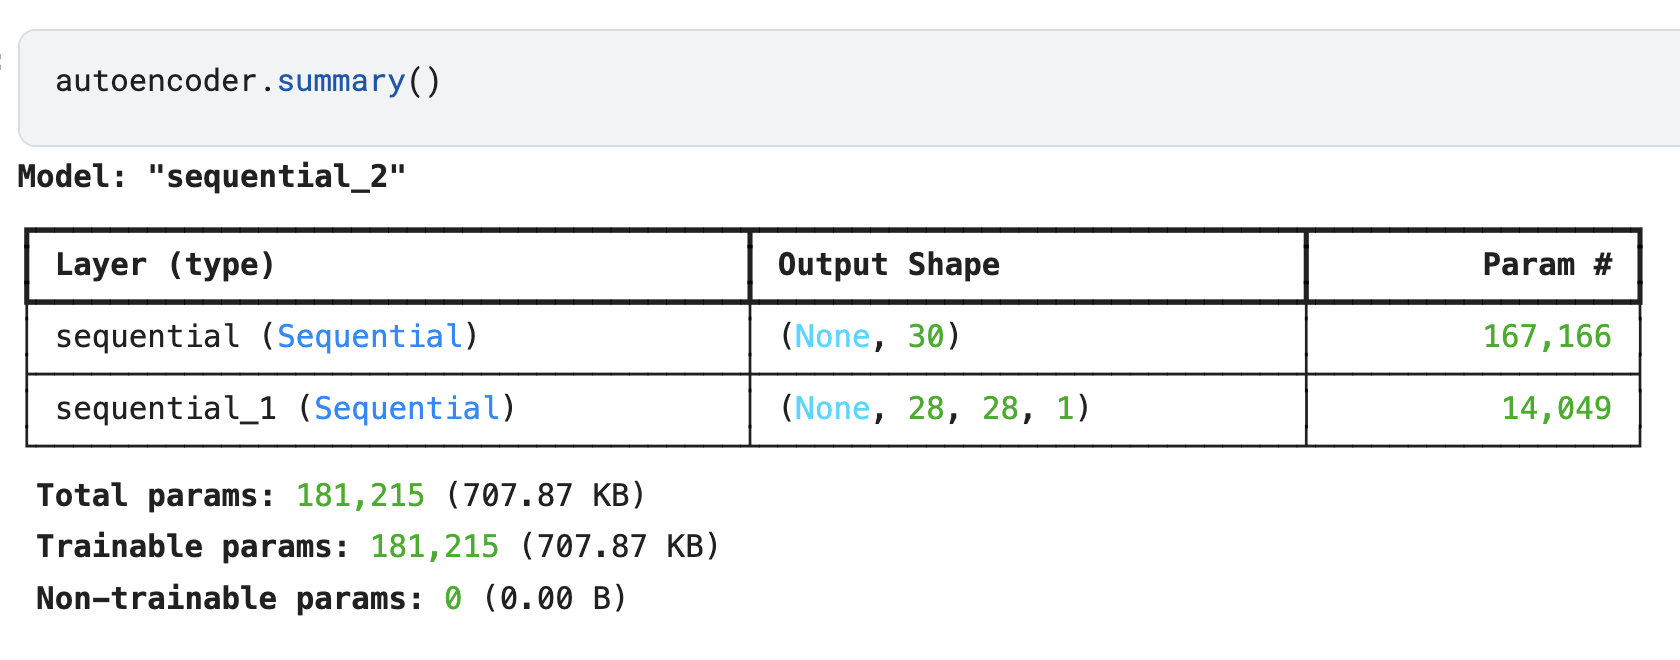 autoencoder.summary()
Model: "sequential_2"
Layer (type) Output Shape Param #
sequential (Sequential) (None, 30) 167,166
sequential_1 (Sequential) (None, 28, 28, 1) 14,049
Total params: 181,215 (707.87 KB)
Trainable params: 181,215 (707.87 KB)
Non-trainable params: 0 (0.00 B)